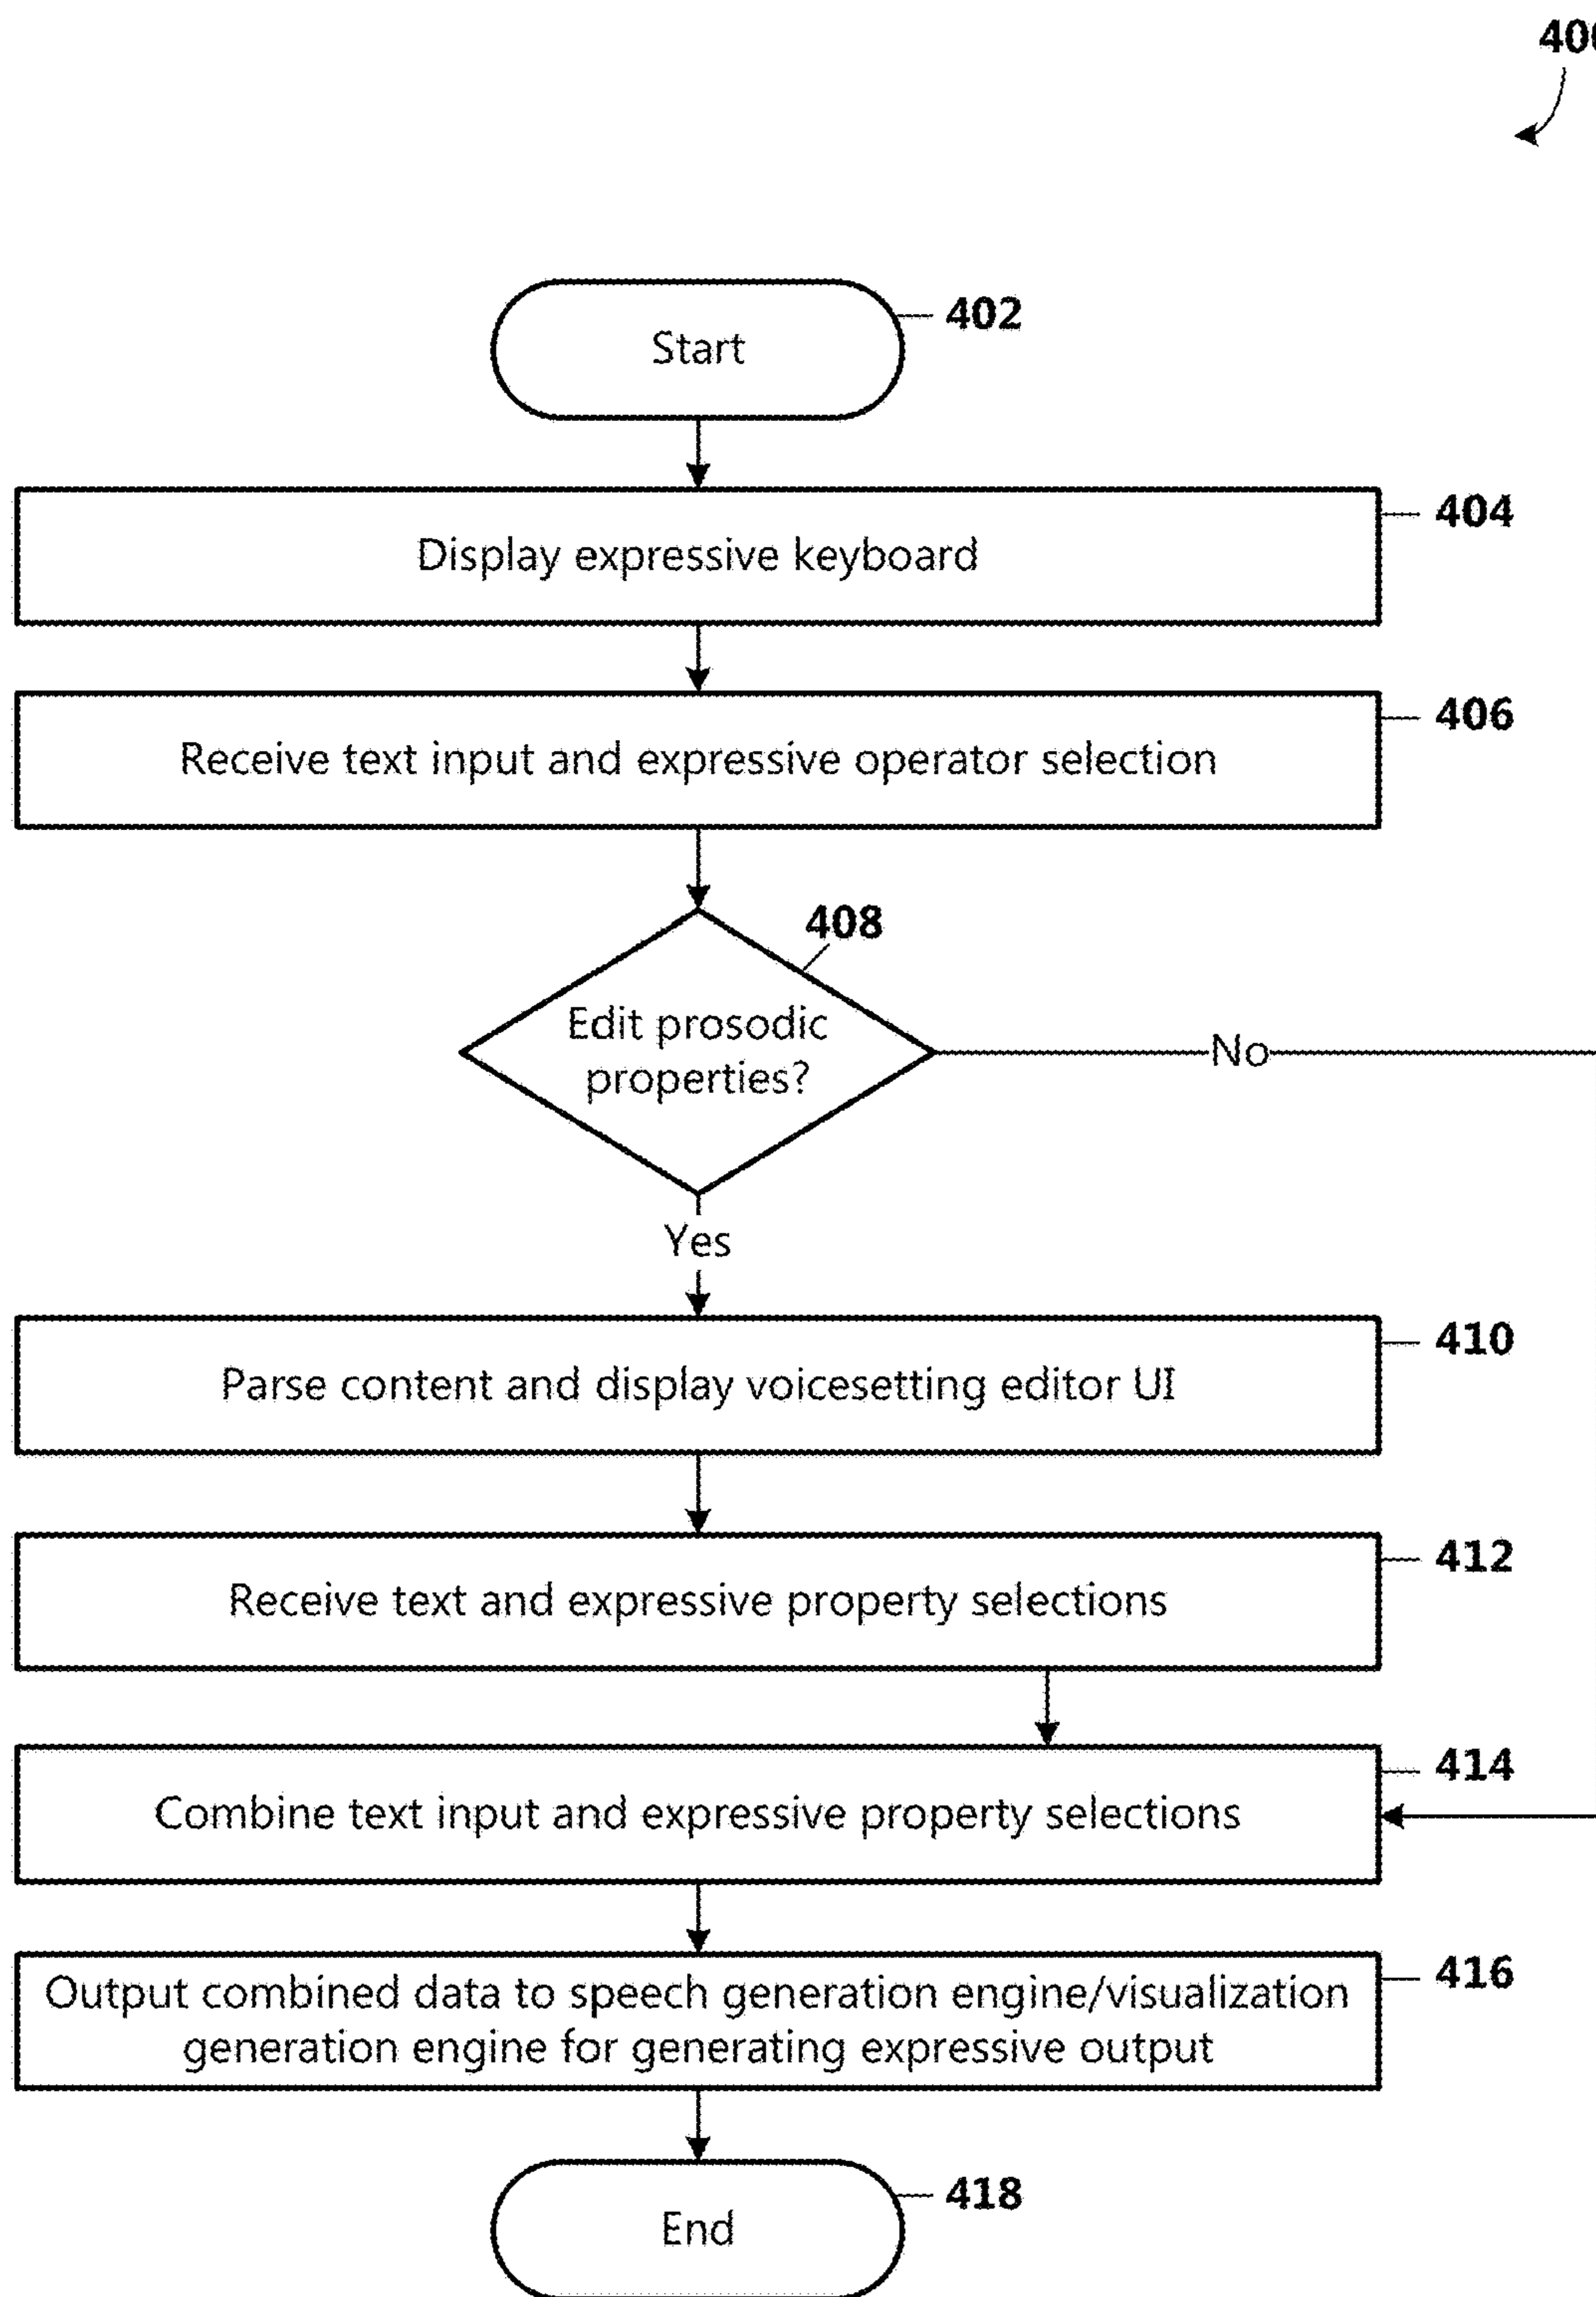 400
Start
402
Display expressive keyboard
404
Receive text input and expressive operator selection
406
408
Edit prosodic
properties?
No
Yes
Parse content and display voicesetting editor UI
410
Receive text and expressive property selections
412
Combine text input and expressive property selections
414
Output combined data to speech generation engine/visualization
generation engine for generating expressive output
416
End
418